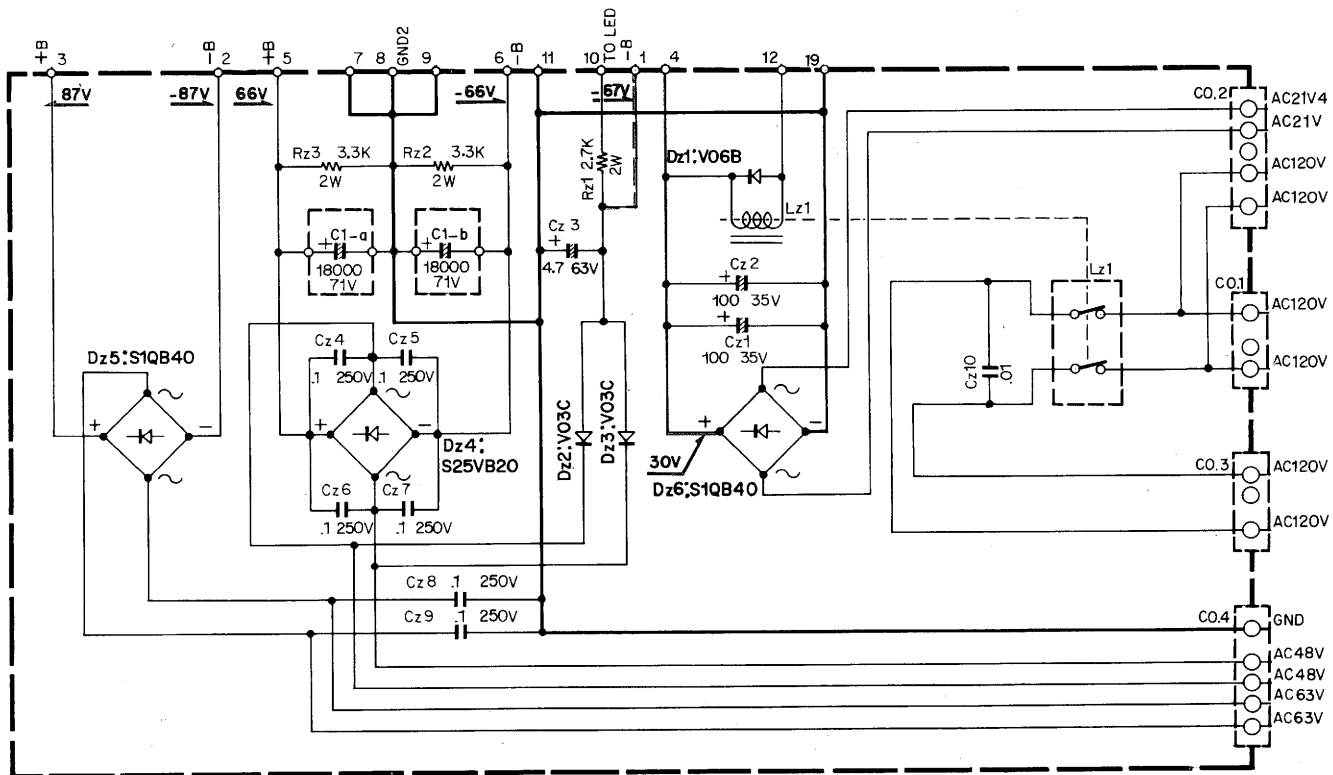 +B 3
-B 2
+B 5
7
8 GND2
9
6 -B
11
10 TO LED
-B 1
4
12
19
87V
-87V
66V
-66V
-67V
CO.2
AC21V4
AC21V
AC120V
AC120V
Rz3 3.3K
2W
Rz2 3.3K
2W
Rz1 2.7K
2W
Dz1:V06B
Lz1
+ C1-a
18000
71V
+ C1-b
18000
71V
Cz 3
+
4.7 63V
+ Cz 2
100 35V
+ Cz1
100 35V
Lz1
CO.1
AC120V
AC120V
Cz10
.01
Dz5:S1QB40
+ −
Cz4
.1 250V
Cz5
.1 250V
+ −
Dz4:
S25VB20
Cz6
.1 250V
Cz7
.1 250V
Dz2:V03C
Dz3:V03C
+ −
30V
Dz6:S1QB40
CO.3
AC120V
AC120V
Cz8 .1 250V
Cz9 .1 250V
CO.4
GND
AC48V
AC48V
AC63V
AC63V